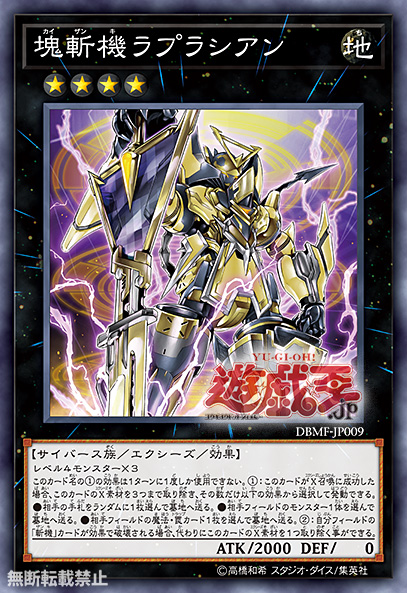 塊斬機ラプラシアン
カイ ザン キ
地
YU-GI-OH!
遊戯王
.JP
DBMF-JP009
【サイバース族／エクシーズ／効果】
レベル４モンスター×３
このカード名の①の効果は1ターンに1度しか使用できない。①：このカードがX召喚に成功した
場合、このカードのX素材を３つまで取り除き、その数だけ以下の効果から選択して発動できる。
●相手の手札をランダムに１枚選んで墓地へ送る。●相手フィールドのモンスター１体を選んで
墓地へ送る。●相手フィールドの魔法・罠カード１枚を選んで墓地へ送る。②：自分フィールドの
「斬機」カードが効果で破壊される場合、代わりにこのカードのX素材を１つ取り除く事ができる。
ATK/2000 DEF/ 0
無断転載禁止
©高橋和希 スタジオ・ダイス/集英社